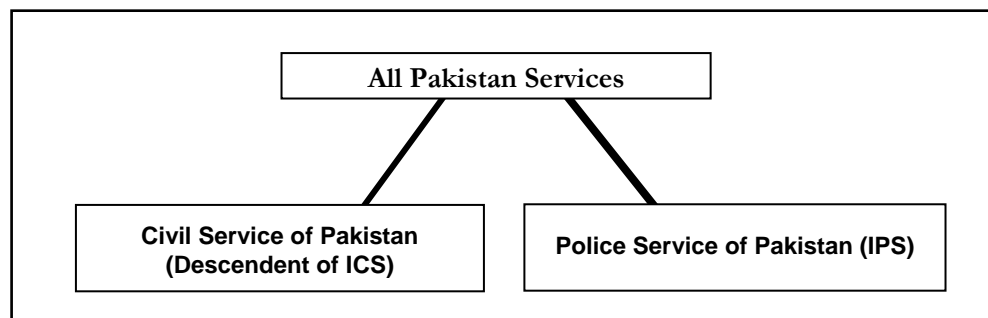 All Pakistan Services
Civil Service of Pakistan
(Descendent of ICS)
Police Service of Pakistan (IPS)